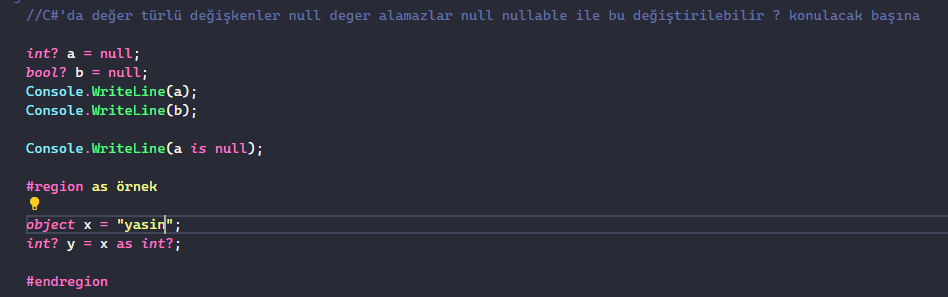 //C#'da değer türlü değişkenler null deger alamazlar null nullable ile bu değiştirilebilir ? konulacak başına
int? a = null;
bool? b = null;
Console.WriteLine(a);
Console.WriteLine(b);
Console.WriteLine(a is null);
#region as örnek
object x = "yasin";
int? y = x as int?;
#endregion